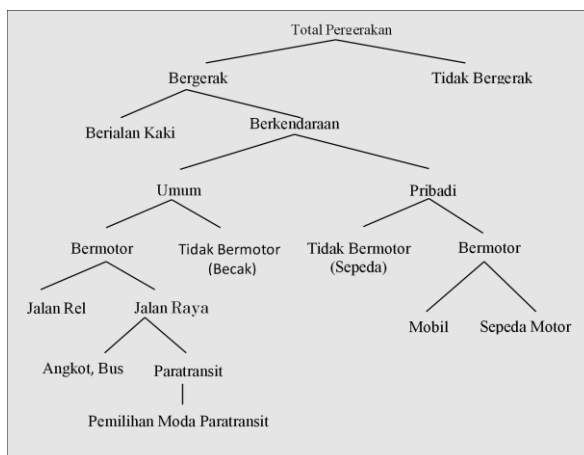 Total Pergerakan
Bergerak
Tidak Bergerak
Berialan Kaki
Berkendaraan
Umum
Pribadi
Bermotor
Tidak Bermotor
(Becak)
Tidak Bermotor
(Sepeda)
Bermotor
Jalan Rel
Jalan Raya
Mobil
Sepeda Motor
Angkot, Bus
Paratransit
Pemilihan Moda Paratransit